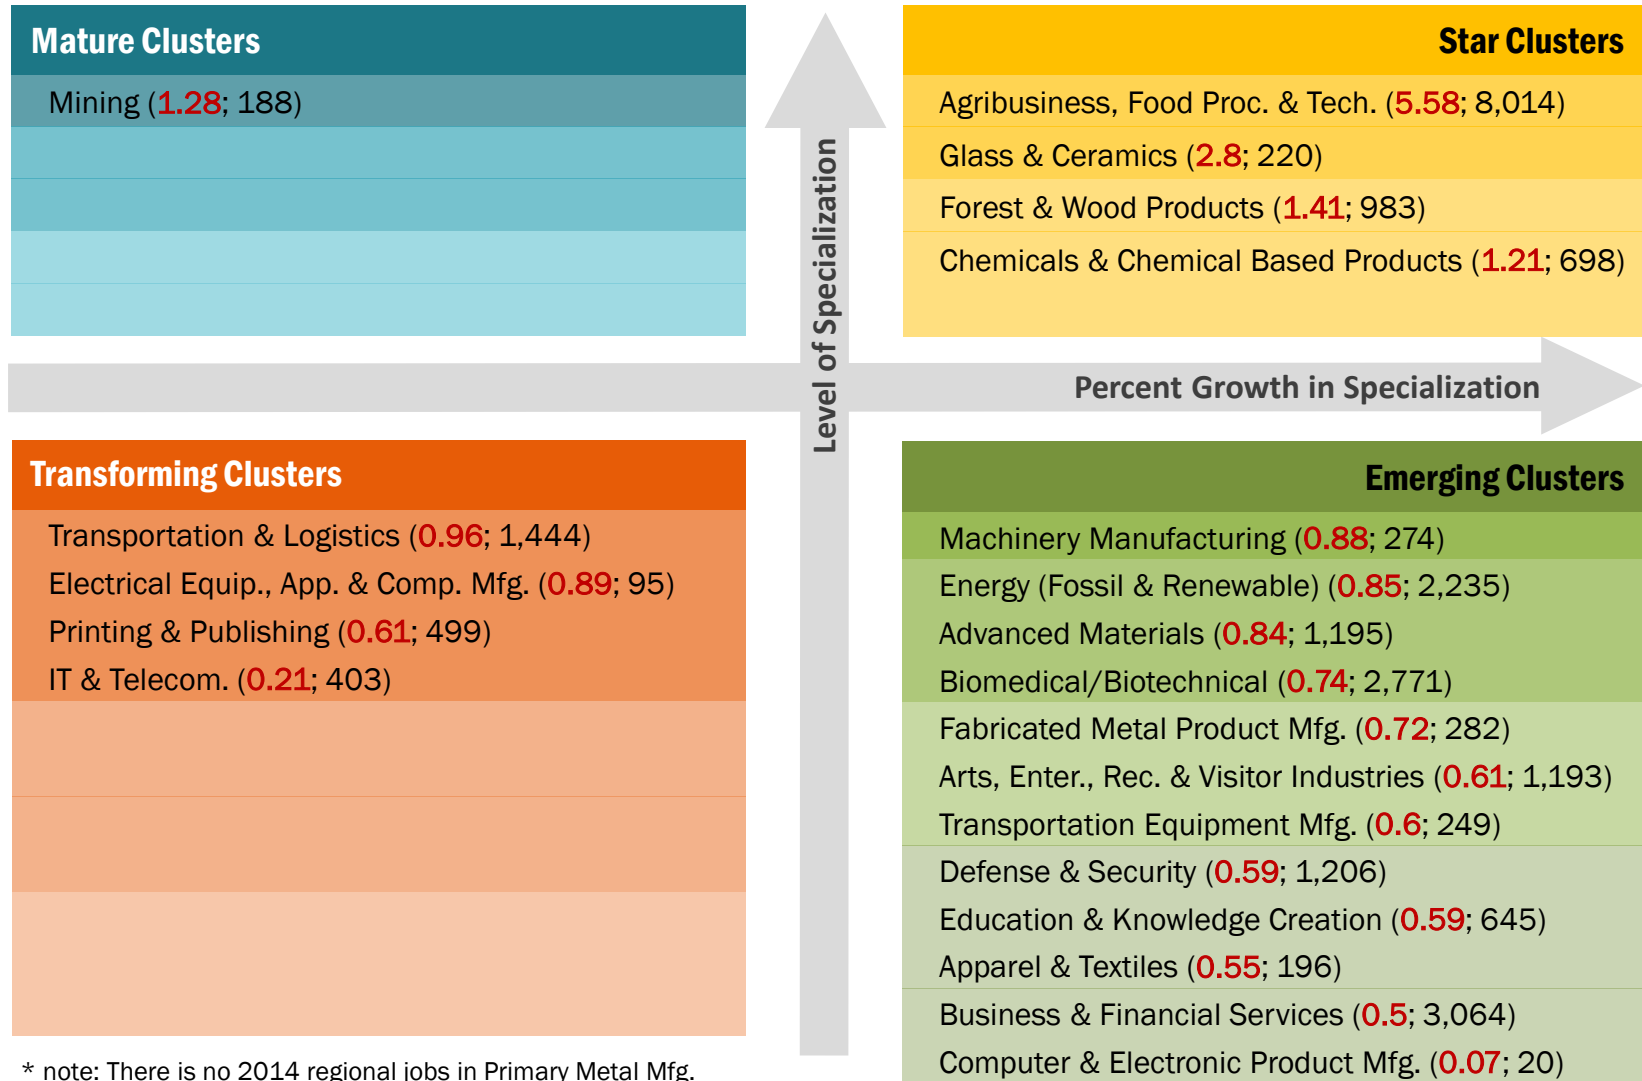 Mature Clusters
Mining (1.28; 188)
Star Clusters
Agribusiness, Food Proc. & Tech. (5.58; 8,014)
Glass & Ceramics (2.8; 220)
Forest & Wood Products (1.41; 983)
Chemicals & Chemical Based Products (1.21; 698)
Level of Specialization
Percent Growth in Specialization
Transforming Clusters
Transportation & Logistics (0.96; 1,444)
Electrical Equip., App. & Comp. Mfg. (0.89; 95)
Printing & Publishing (0.61; 499)
IT & Telecom. (0.21; 403)
Emerging Clusters
Machinery Manufacturing (0.88; 274)
Energy (Fossil & Renewable) (0.85; 2,235)
Advanced Materials (0.84; 1,195)
Biomedical/Biotechnical (0.74; 2,771)
Fabricated Metal Product Mfg. (0.72; 282)
Arts, Enter., Rec. & Visitor Industries (0.61; 1,193)
Transportation Equipment Mfg. (0.6; 249)
Defense & Security (0.59; 1,206)
Education & Knowledge Creation (0.59; 645)
Apparel & Textiles (0.55; 196)
Business & Financial Services (0.5; 3,064)
Computer & Electronic Product Mfg. (0.07; 20)
* note: There is no 2014 regional jobs in Primary Metal Mfg.